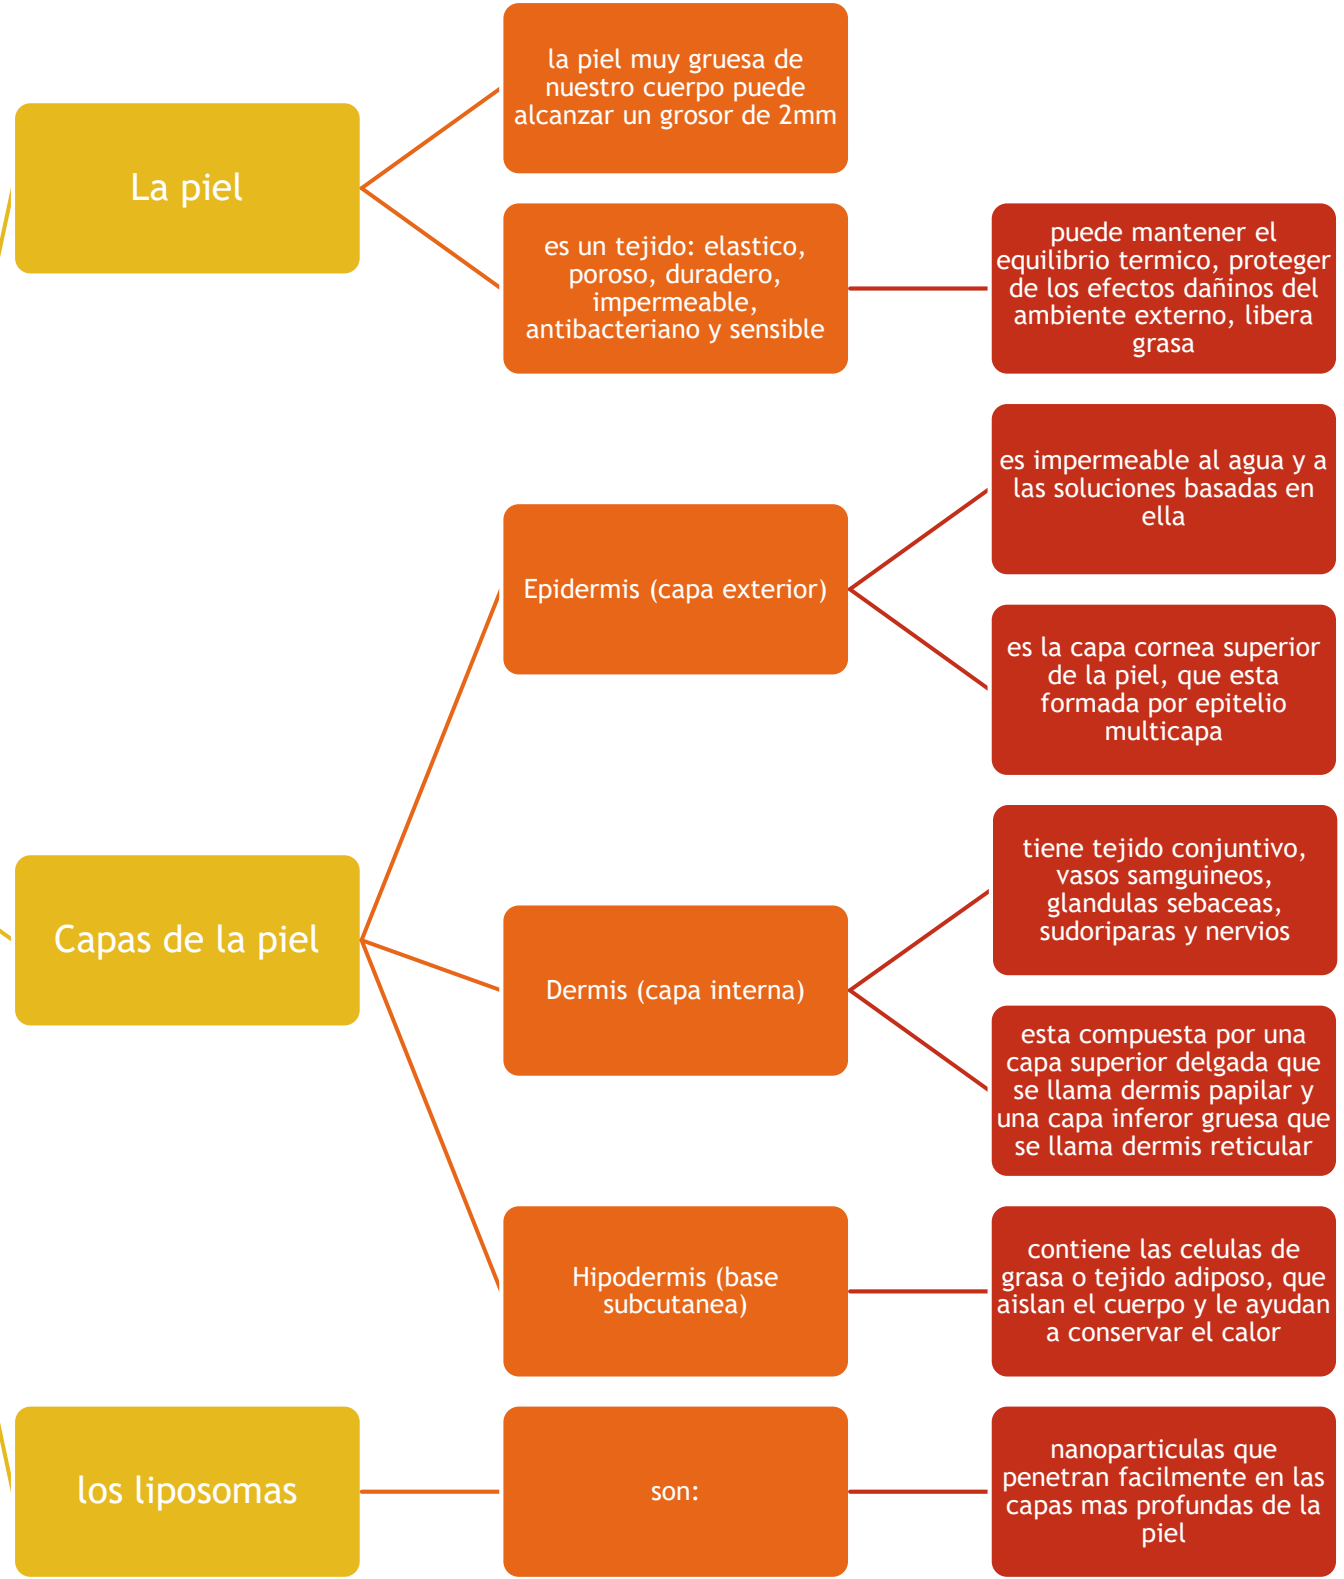 La piel
la piel muy gruesa de
nuestro cuerpo puede
alcanzar un grosor de 2mm
es un tejido: elastico,
poroso, duradero,
impermeable,
antibacteriano y sensible
puede mantener el
equilibrio termico, proteger
de los efectos dañinos del
ambiente externo, libera
grasa
Capas de la piel
Epidermis (capa exterior)
es impermeable al agua y a
las soluciones basadas en
ella
es la capa cornea superior
de la piel, que esta
formada por epitelio
multicapa
Dermis (capa interna)
tiene tejido conjuntivo,
vasos samguineos,
glandulas sebaceas,
sudoriparas y nervios
esta compuesta por una
capa superior delgada que
se llama dermis papilar y
una capa inferor gruesa que
se llama dermis reticular
Hipodermis (base
subcutanea)
contiene las celulas de
grasa o tejido adiposo, que
aislan el cuerpo y le ayudan
a conservar el calor
los liposomas
son:
nanoparticulas que
penetran facilmente en las
capas mas profundas de la
piel